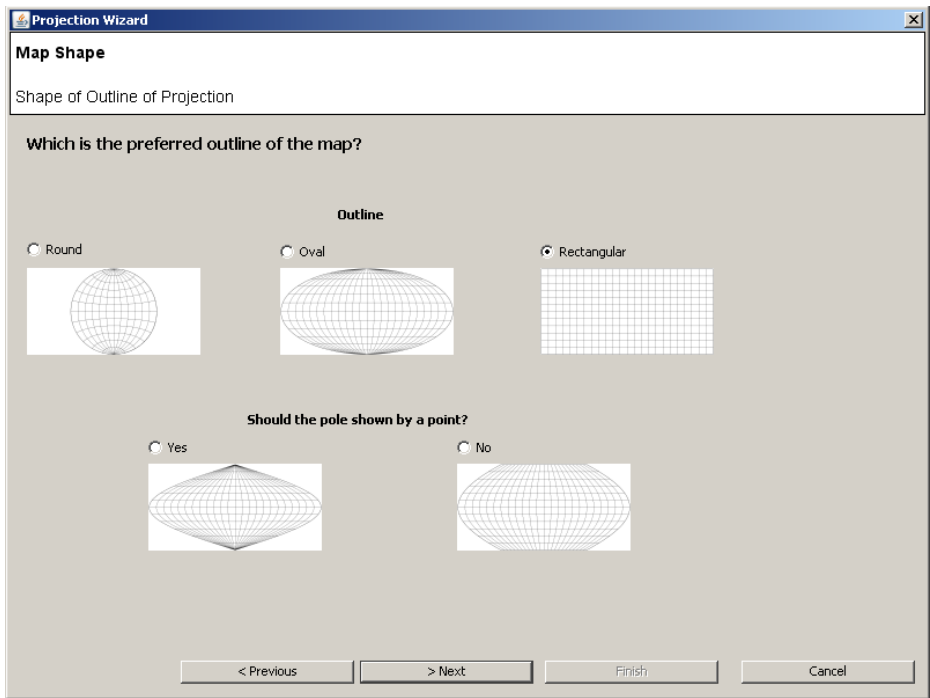 Projection Wizard
Map Shape
Shape of Outline of Projection
Which is the preferred outline of the map?
Outline
Round
Oval
Rectangular
Should the pole shown by a point?
Yes
No
< Previous
> Next
Finish
Cancel